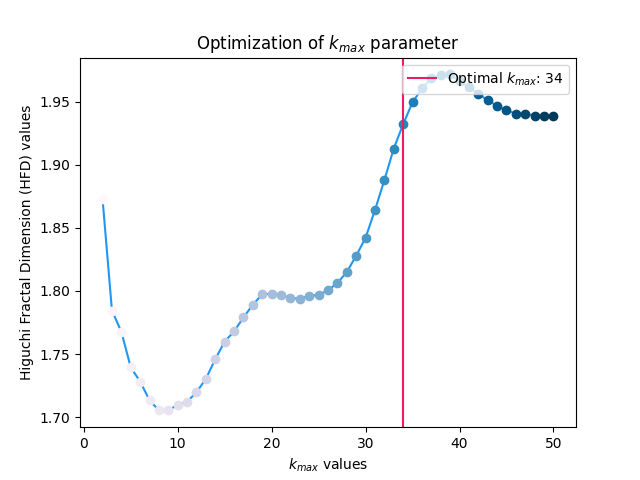 Optimization of k_max parameter
Optimal k_max: 34
Higuchi Fractal Dimension (HFD) values
1.95
1.90
1.85
1.80
1.75
1.70
0 10 20 30 40 50
k_max values